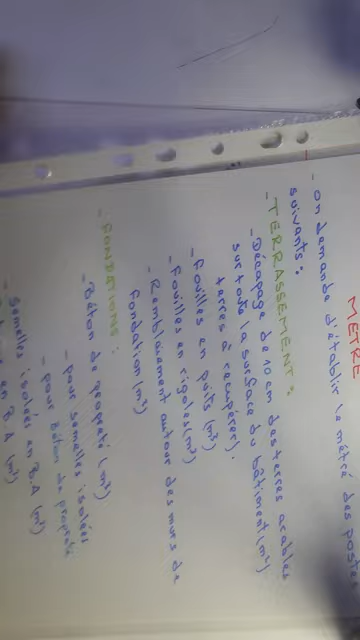 METRE
- on demande d'établir le métré des postes
suivants :
- TERRASSEMENT :
- Décapage de 10 cm des terres arables
sur toute la surface du bâtiment (m²)
terres à récupérer).
- Fouilles en puits (m³)
- Fouilles en rigoles (m³)
- Remblaiement autour des murs de
Fondation (m³)
- FONDATIONS :
- Béton de propreté (m³)
- pour semelles isolées
- pour Béton de propreté
- Semelles isolées en B.A (m³)
en B.A (m³)